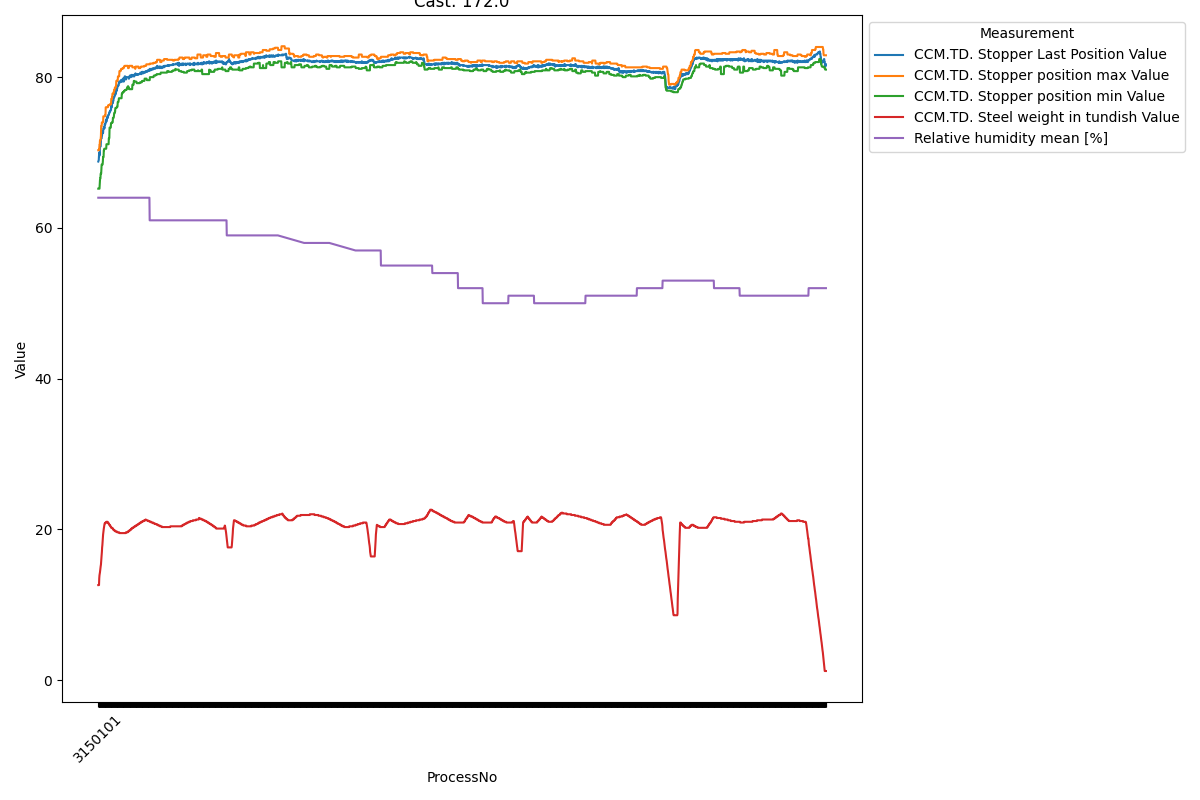 Cast: 172.0
Measurement
CCM.TD. Stopper Last Position Value
CCM.TD. Stopper position max Value
CCM.TD. Stopper position min Value
CCM.TD. Steel weight in tundish Value
Relative humidity mean [%]
80
60
40
20
0
Value
3150101
ProcessNo